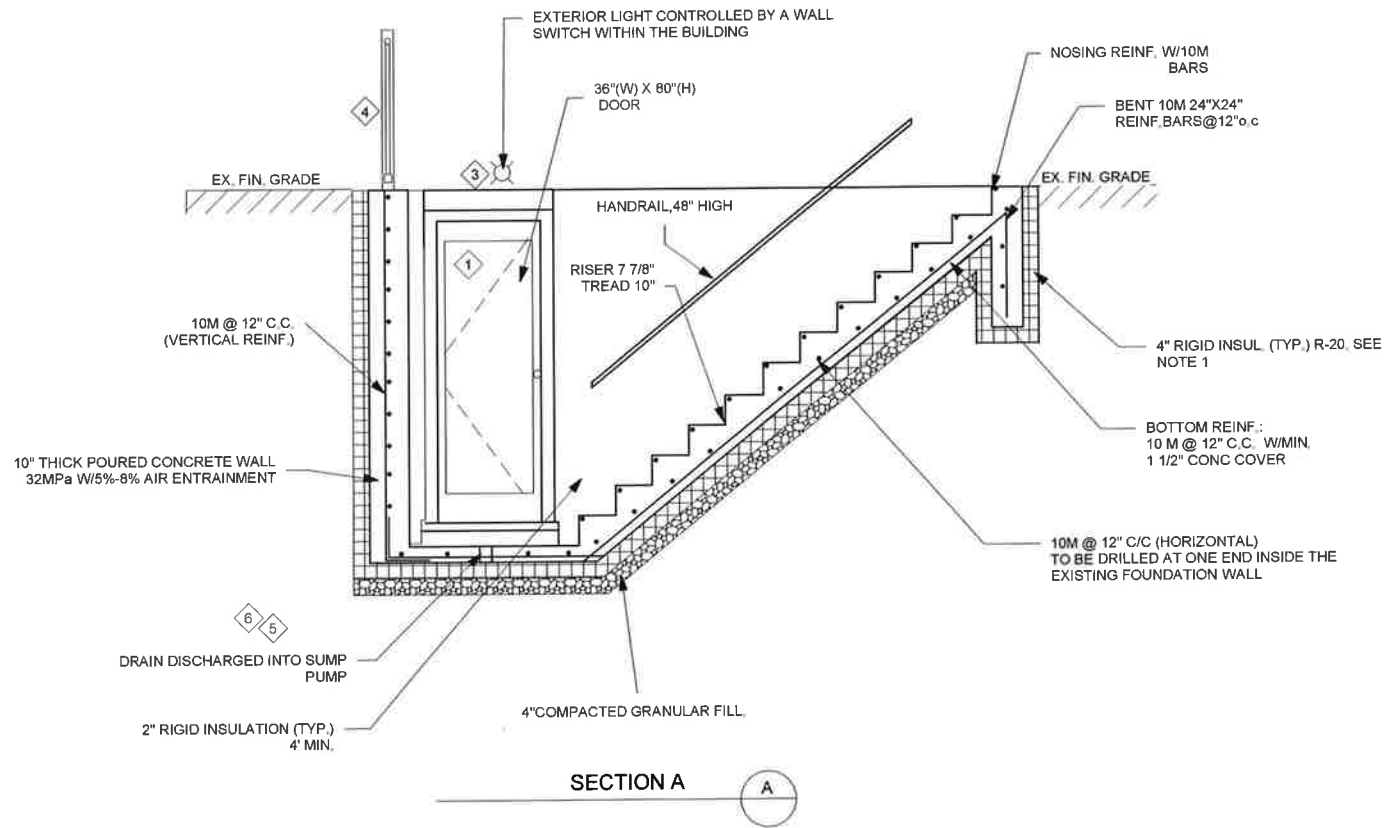 EXTERIOR LIGHT CONTROLLED BY A WALL
SWITCH WITHIN THE BUILDING
NOSING REINF. W/10M
BARS
36"(W) X 80"(H)
DOOR
BENT 10M 24"X24"
REINF.BARS@12"o.c
4
3
EX. FIN. GRADE
EX. FIN. GRADE
HANDRAIL,48" HIGH
1
RISER 7 7/8"
TREAD 10"
10M @ 12" C.C.
(VERTICAL REINF.)
4" RIGID INSUL. (TYP.) R-20, SEE
NOTE 1
BOTTOM REINF.:
10 M @ 12" C.C. W/MIN.
1 1/2" CONC COVER
10" THICK POURED CONCRETE WALL
32MPa W/5%-8% AIR ENTRAINMENT
10M @ 12" C/C (HORIZONTAL)
TO BE DRILLED AT ONE END INSIDE THE
EXISTING FOUNDATION WALL
6
5
DRAIN DISCHARGED INTO SUMP
PUMP
4"COMPACTED GRANULAR FILL.
2" RIGID INSULATION (TYP.)
4' MIN.
SECTION A
A